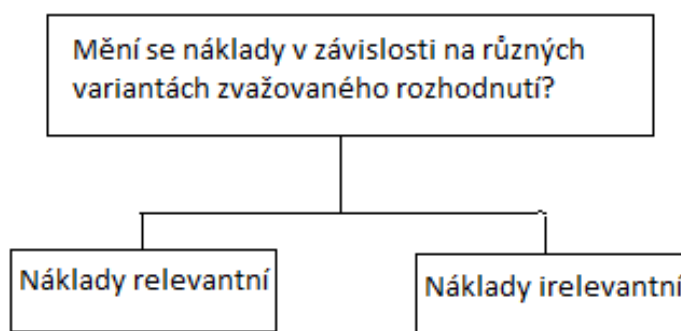 Mění se náklady v závislosti na různých
variantách zvažovaného rozhodnutí?
Náklady relevantní
Náklady irelevantní